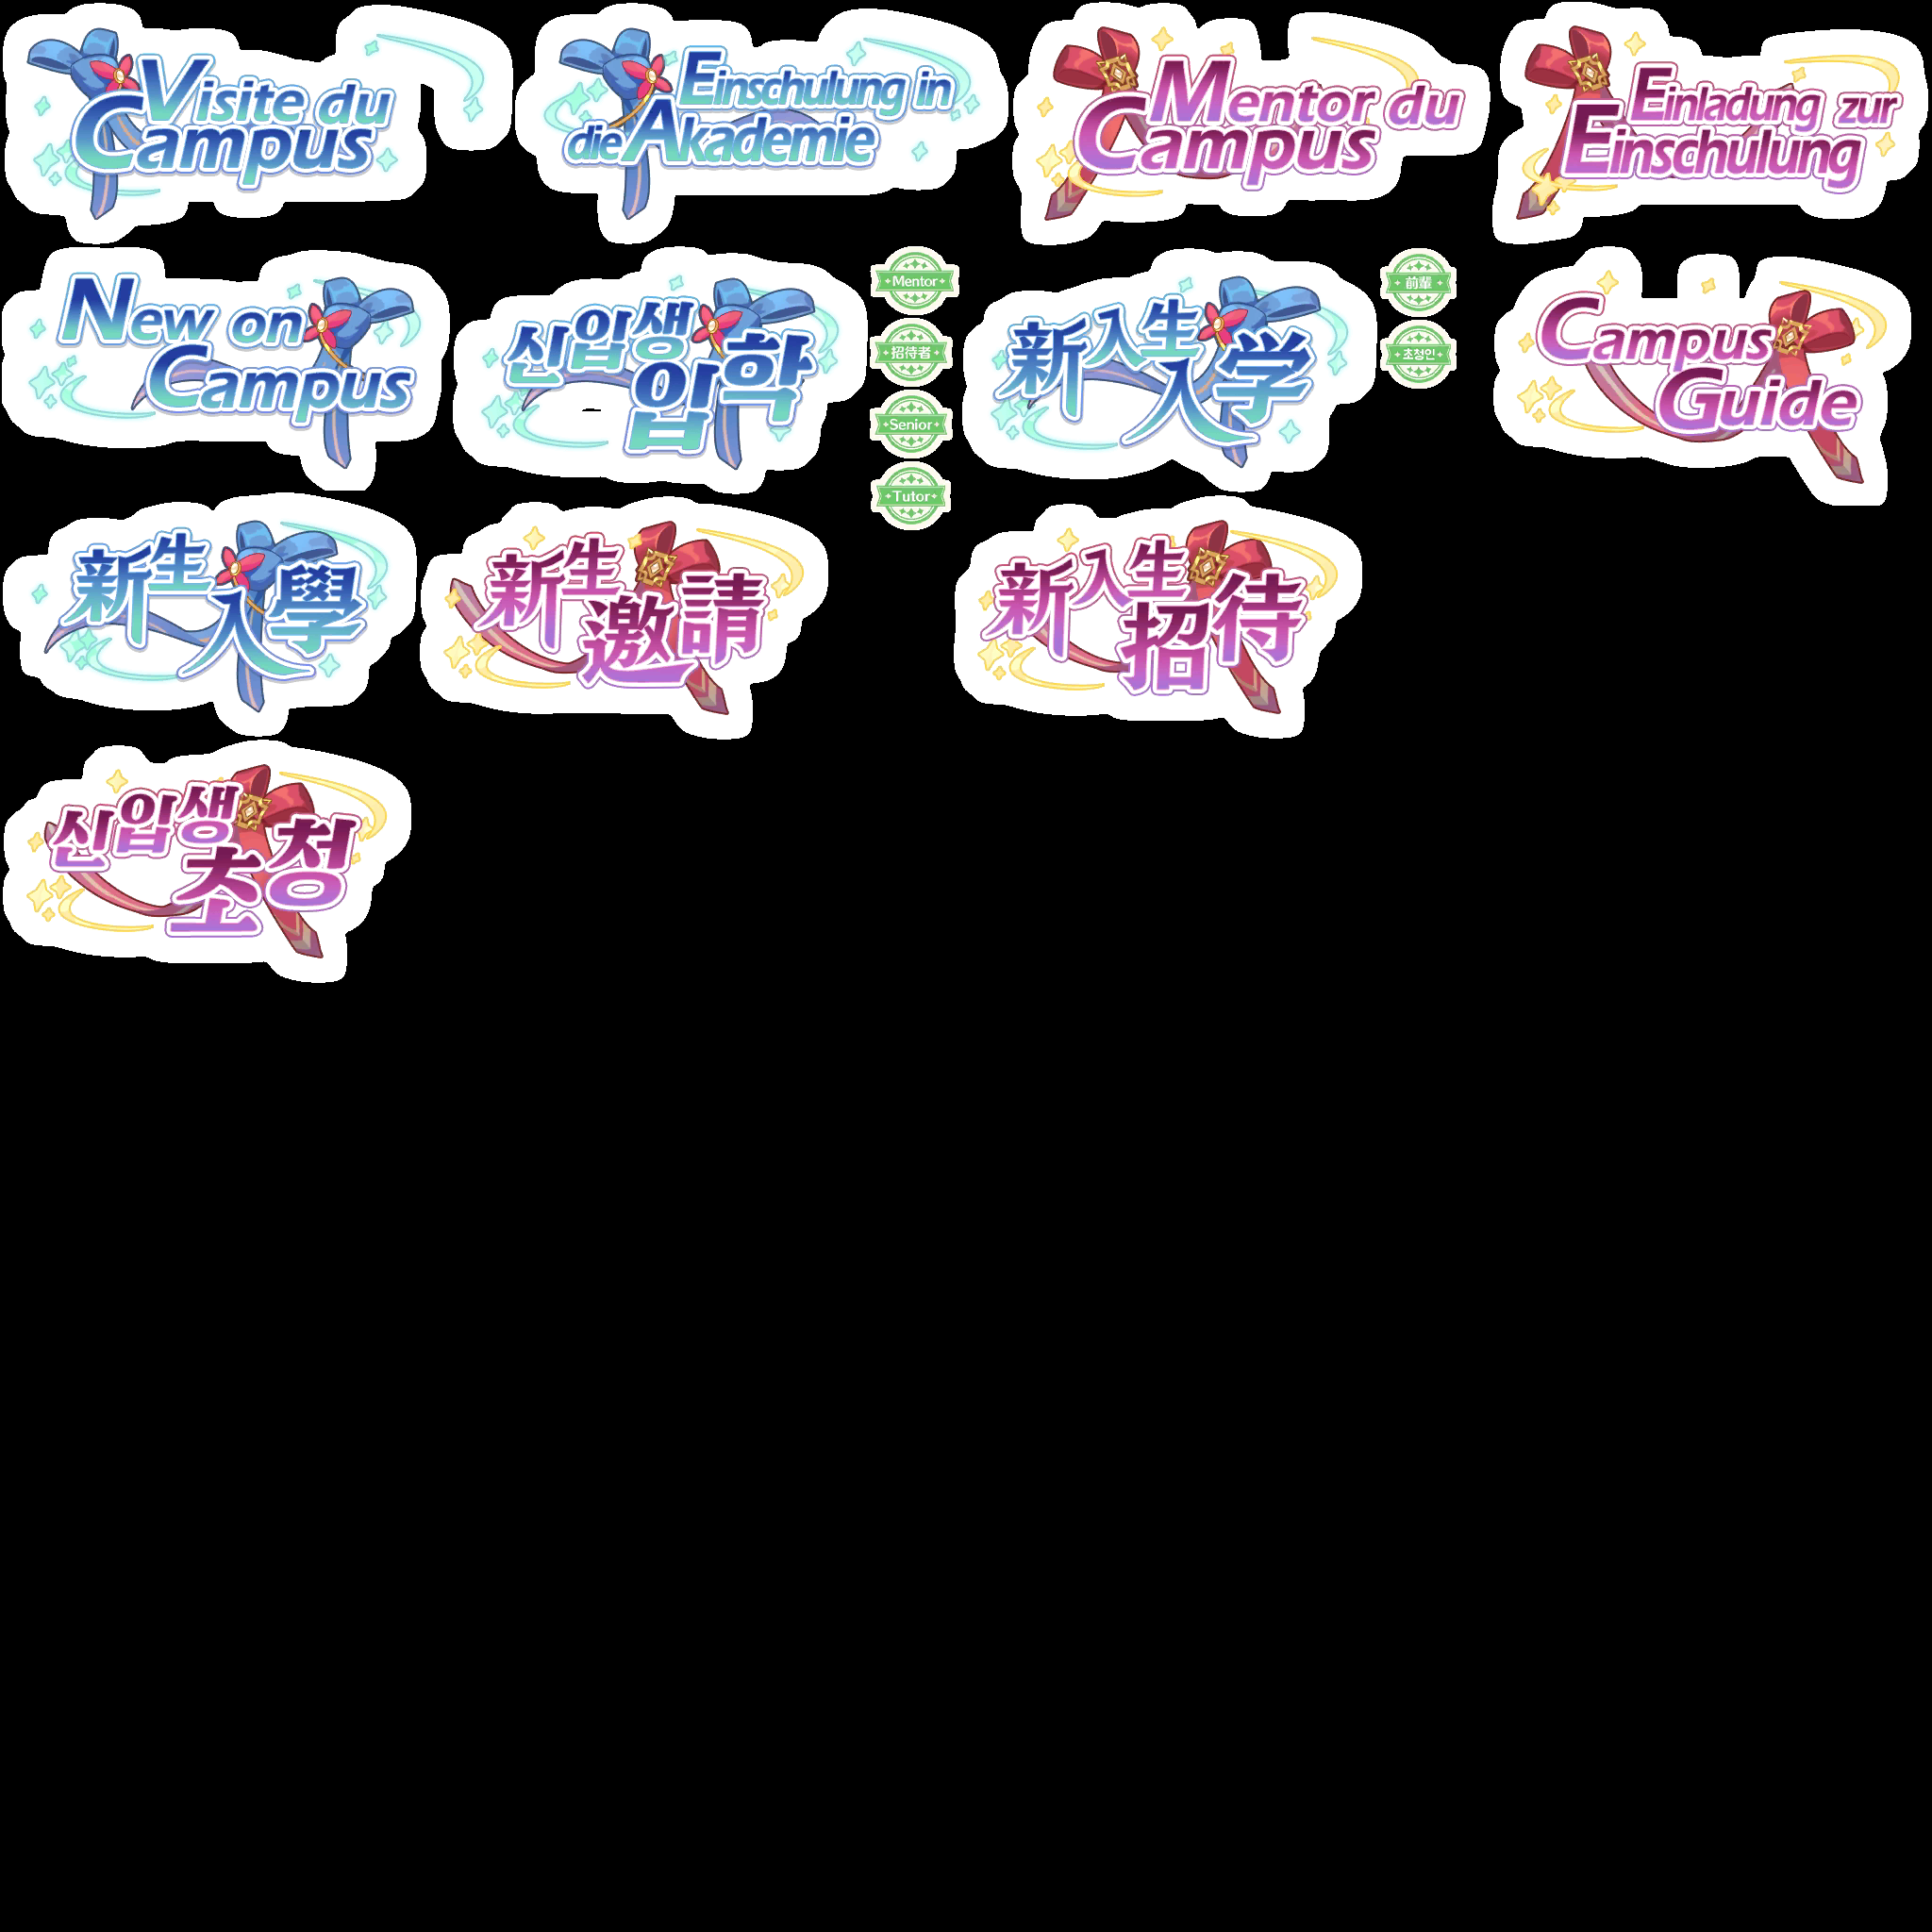 Visite du
Campus
Einschulung in
die Akademie
Mentor du
Campus
Einladung zur
Einschulung
New on
Campus
신입생
입학
Mentor
招待者
Senior
Tutor
新入生
入学
前輩
초청인
Campus
Guide
新生
入學
新生
邀請
新入生
招待
신입생
초청